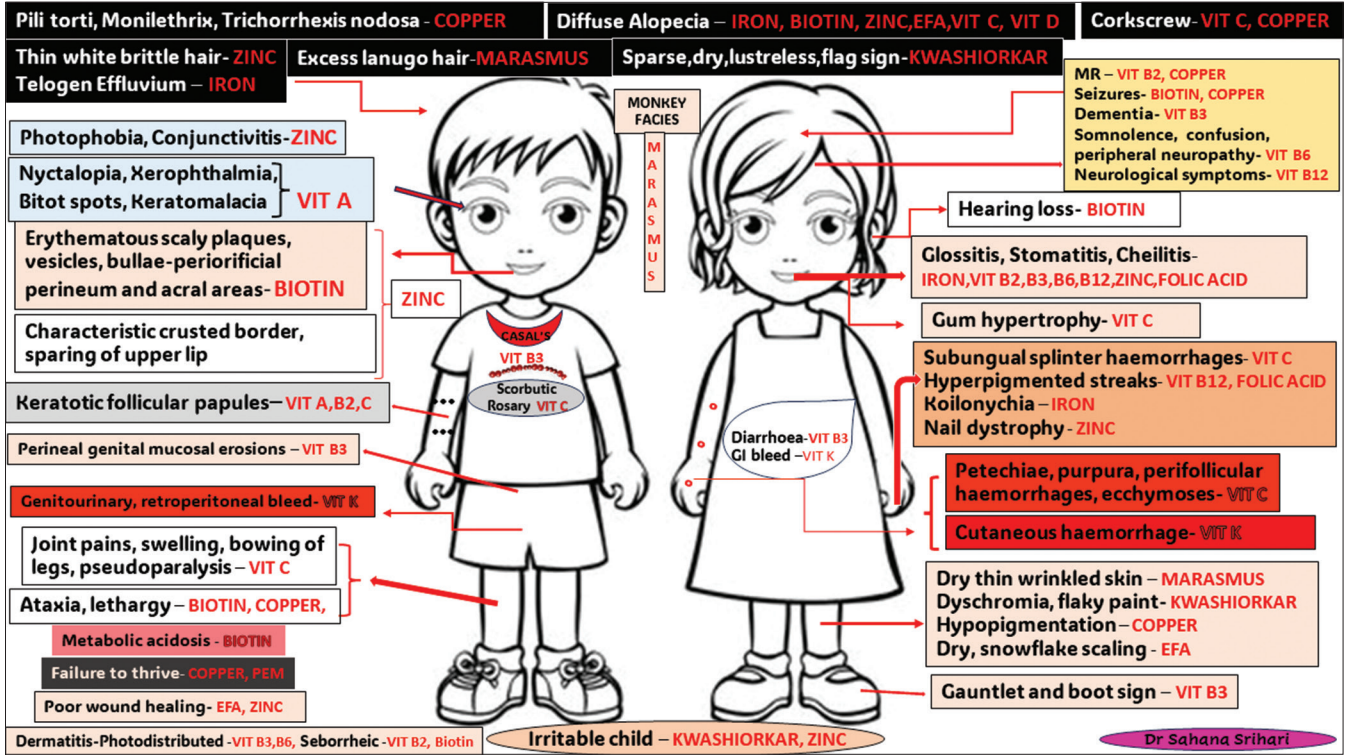 Pili torti, Monilethrix, Trichorrhexis nodosa - COPPER
Diffuse Alopecia – IRON, BIOTIN, ZINC,EFA,VIT C, VIT D
Corkscrew- VIT C, COPPER
Thin white brittle hair- ZINC
Telogen Effluvium – IRON
Excess lanugo hair-MARASMUS
Sparse,dry,lustreless,flag sign-KWASHIORKAR
MONKEY
FACIES
MARASMUS
MR – VIT B2, COPPER
Seizures- BIOTIN, COPPER
Dementia- VIT B3
Somnolence, confusion,
peripheral neuropathy- VIT B6
Neurological symptoms- VIT B12
Photophobia, Conjunctivitis-ZINC
Nyctalopia, Xerophthalmia,
Bitot spots, Keratomalacia
VIT A
Hearing loss- BIOTIN
Erythematous scaly plaques,
vesicles, bullae-periorificial
perineum and acral areas- BIOTIN
Characteristic crusted border,
sparing of upper lip
ZINC
Glossitis, Stomatitis, Cheilitis-
IRON,VIT B2,B3,B6,B12,ZINC,FOLIC ACID
Gum hypertrophy- VIT C
CASAL'S
VIT B3
Scorbutic
Rosary VIT C
Subungual splinter haemorrhages- VIT C
Hyperpigmented streaks – VIT B12, FOLIC ACID
Koilonychia – IRON
Nail dystrophy - ZINC
Keratotic follicular papules– VIT A,B2,C
Diarrhoea-VIT B3
GI bleed –VIT K
Perineal genital mucosal erosions – VIT B3
Petechiae, purpura, perifollicular
haemorrhages, ecchymoses- VIT C
Genitourinary, retroperitoneal bleed- VIT K
Cutaneous haemorrhage- VIT K
Joint pains, swelling, bowing of
legs, pseudoparalysis – VIT C
Ataxia, lethargy – BIOTIN, COPPER,
Dry thin wrinkled skin – MARASMUS
Dyschromia, flaky paint- KWASHIORKAR
Hypopigmentation – COPPER
Dry, snowflake scaling - EFA
Metabolic acidosis - BIOTIN
Failure to thrive- COPPER, PEM
Poor wound healing- EFA, ZINC
Gauntlet and boot sign – VIT B3
Dermatitis-Photodistributed -VIT B3,B6, Seborrheic -VIT B2, Biotin
Irritable child – KWASHIORKAR, ZINC
Dr Sahana Srihari